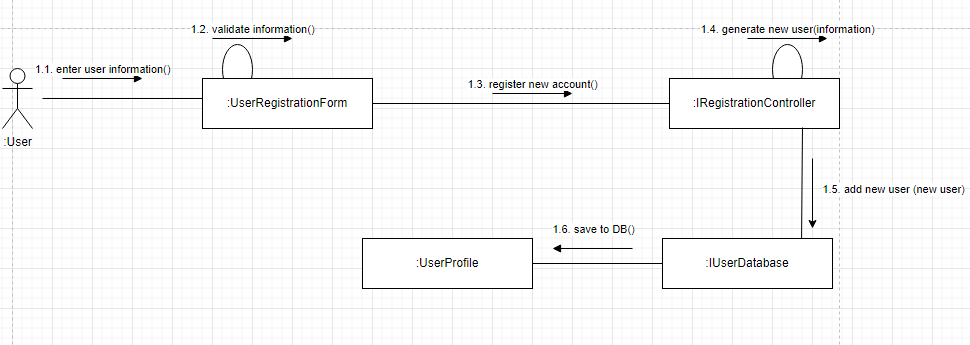 1.2. validate information()
1.4. generate new user(information)
1.1. enter user information()
1.3. register new account()
:UserRegistrationForm
:IRegistrationController
:User
1.5. add new user (new user)
1.6. save to DB()
:UserProfile
:IUserDatabase